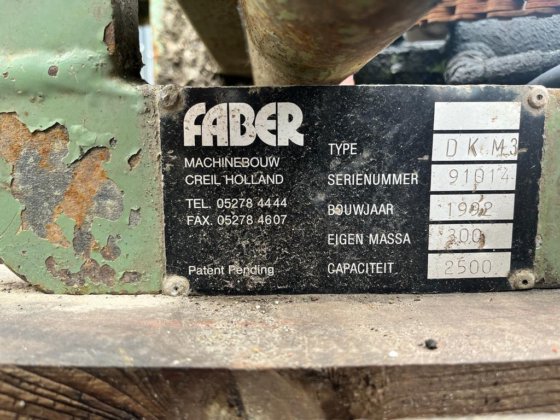 FABER
MACHINEBOUW
CREIL-HOLLAND
TEL. 05278 4444
FAX. 05278 4607
Patent Pending
TYPE DKM3
SERIENUMMER 91014
BOUWJAAR 1992
EIGEN MASSA 300
CAPACITEIT 2500